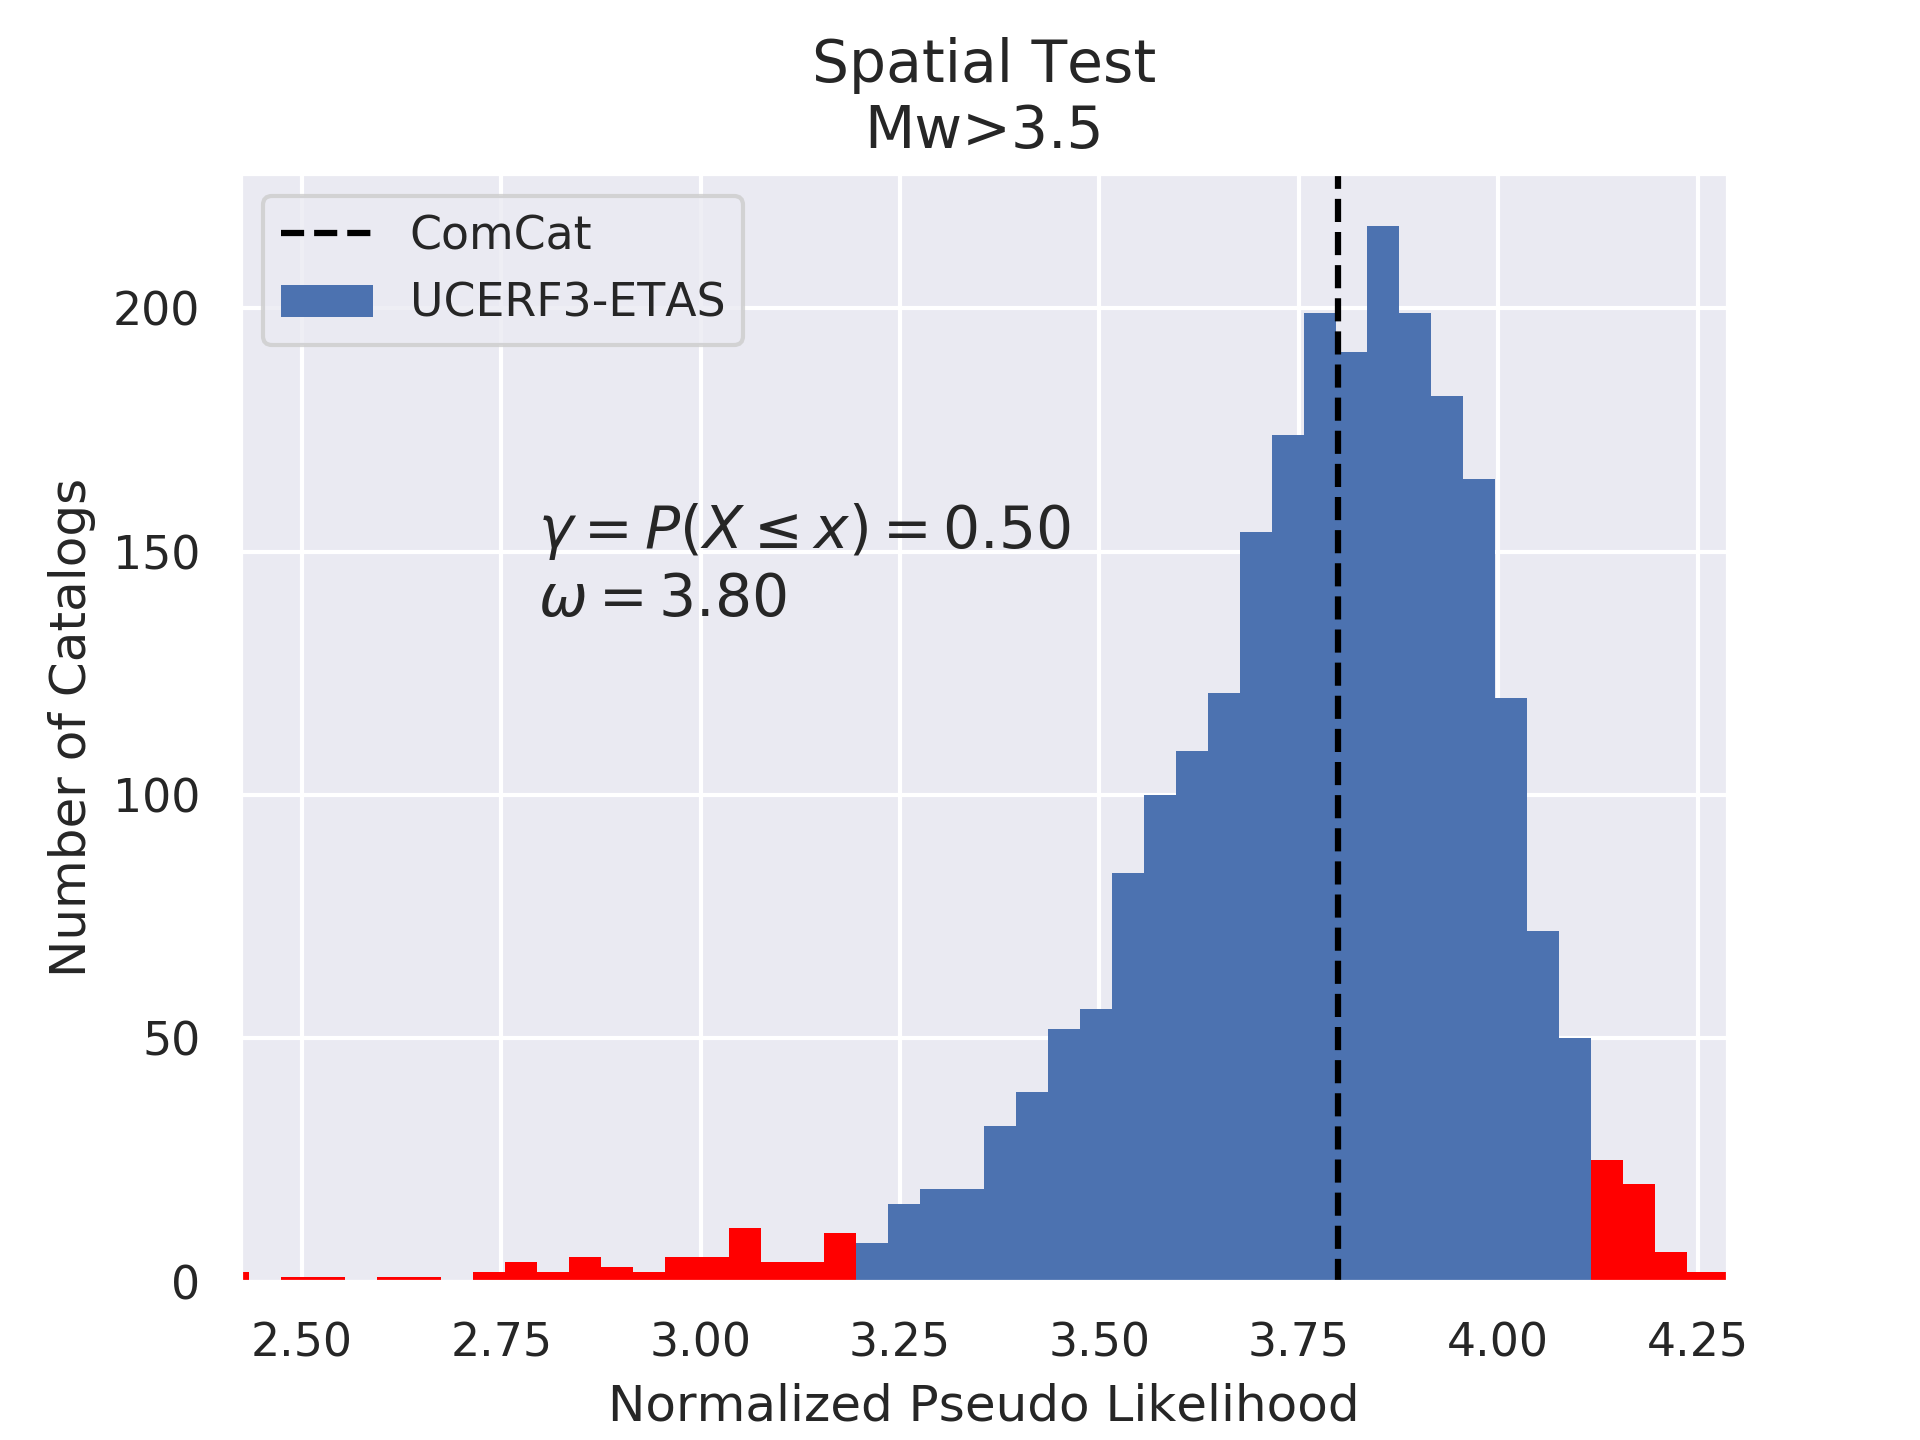 Spatial Test
Mw>3.5
ComCat
UCERF3-ETAS
γ = P(X ≤ x) = 0.50
ω = 3.80
Number of Catalogs
200
150
100
50
0
2.50 2.75 3.00 3.25 3.50 3.75 4.00 4.25
Normalized Pseudo Likelihood